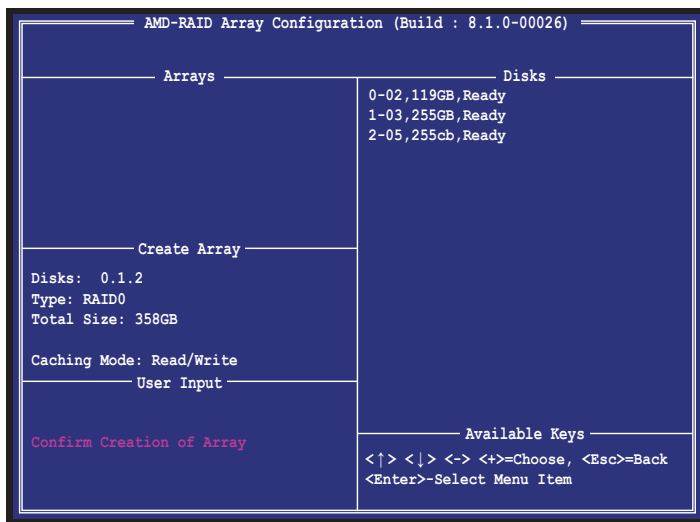 AMD-RAID Array Configuration (Build : 8.1.0-00026)
Arrays
Create Array
Disks: 0.1.2
Type: RAID0
Total Size: 358GB
Caching Mode: Read/Write
User Input
Confirm Creation of Array
Disks
0-02,119GB,Ready
1-03,255GB,Ready
2-05,255cb,Ready
Available Keys
<↑> <↓> <-> <+>=Choose, <Esc>=Back
<Enter>-Select Menu Item